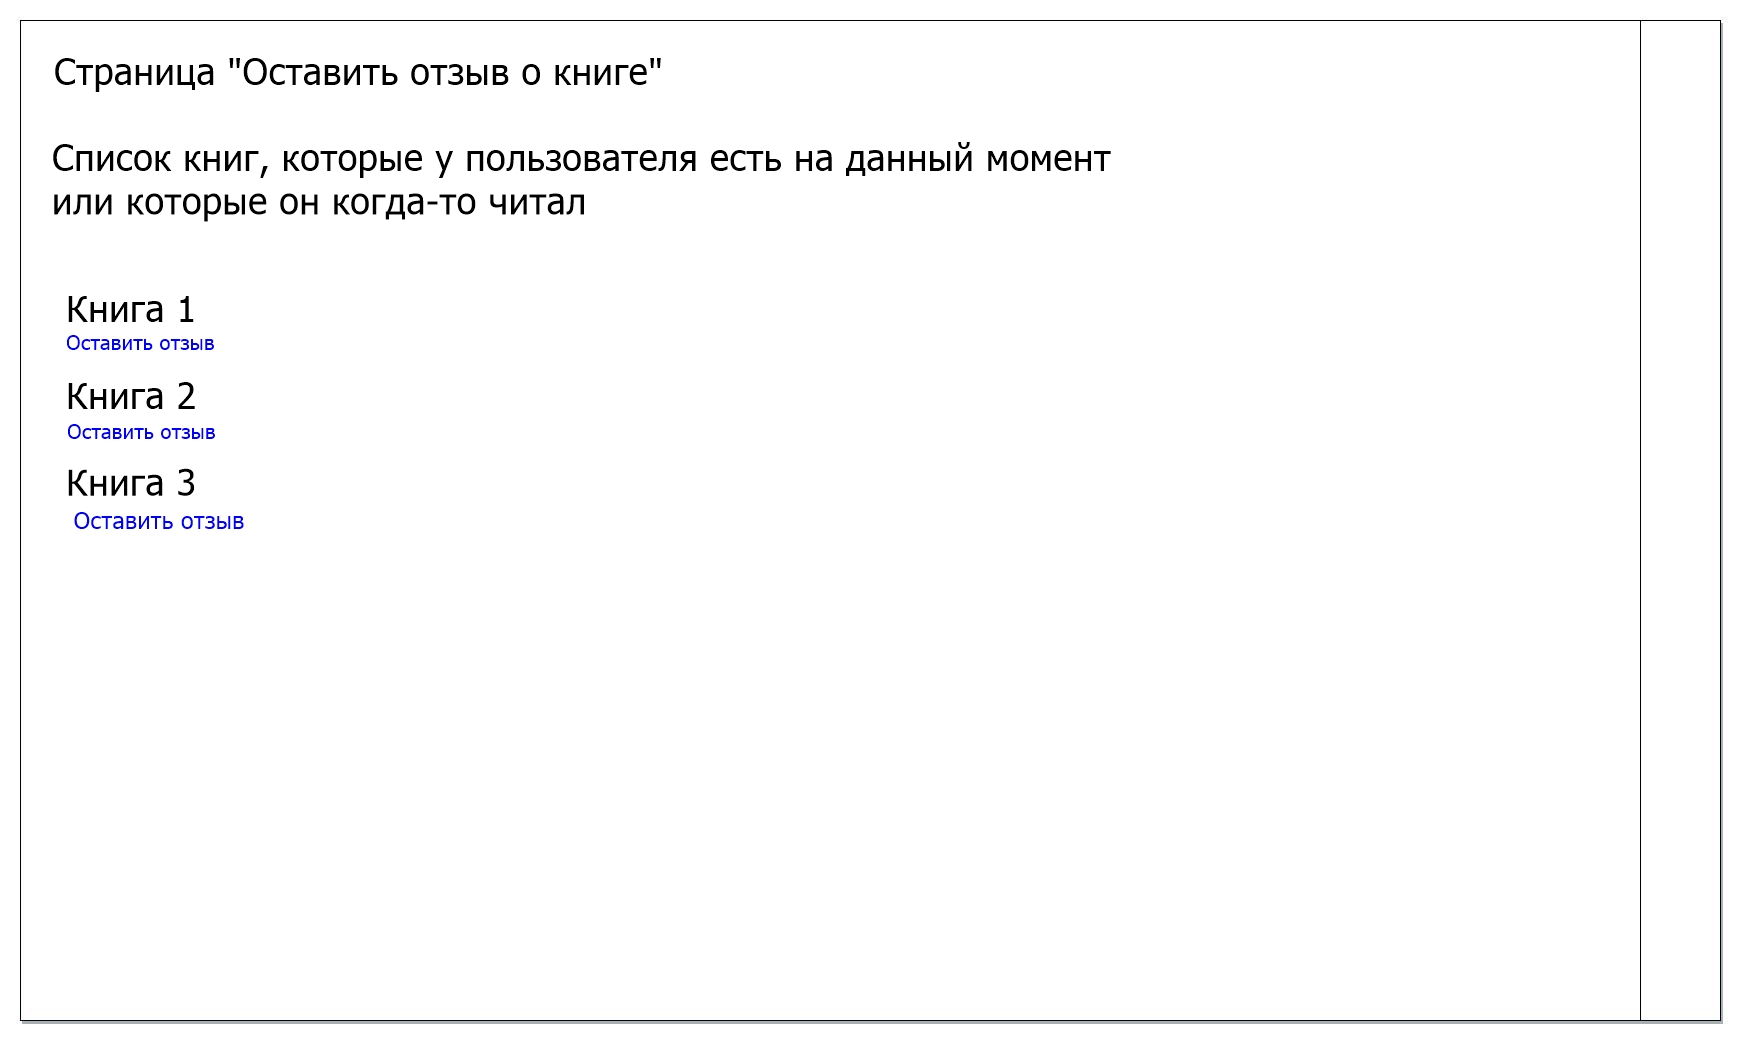 Страница "Оставить отзыв о книге"
Список книг, которые у пользователя есть на данный момент
или которые он когда-то читал
Книга 1
Оставить отзыв
Книга 2
Оставить отзыв
Книга 3
Оставить отзыв